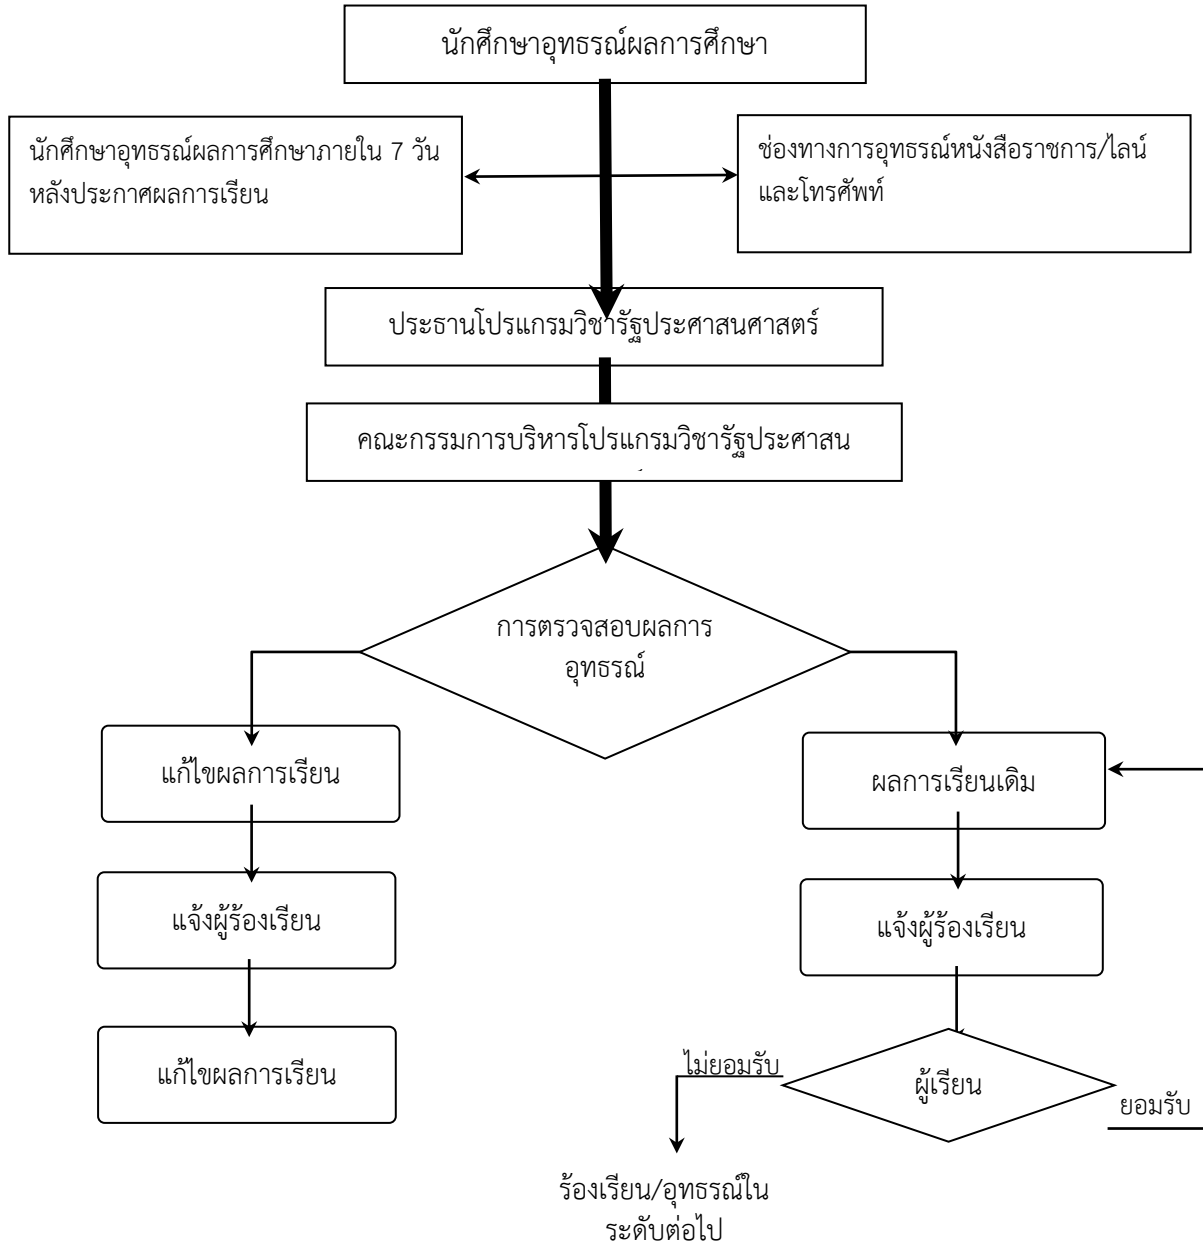 นักศึกษาอุทธรณ์ผลการศึกษา
นักศึกษาอุทธรณ์ผลการศึกษาภายใน 7 วัน
หลังประกาศผลการเรียน
ช่องทางการอุทธรณ์หนังสือราชการ/ไลน์
และโทรศัพท์
ประธานโปรแกรมวิชารัฐประศาสนศาสตร์
คณะกรรมการบริหารโปรแกรมวิชารัฐประศาสน
การตรวจสอบผลการ
อุทธรณ์
แก้ไขผลการเรียน
ผลการเรียนเดิม
แจ้งผู้ร้องเรียน
แจ้งผู้ร้องเรียน
แก้ไขผลการเรียน
ไม่ยอมรับ
ผู้เรียน
ยอมรับ
ร้องเรียน/อุทธรณ์ใน
ระดับต่อไป